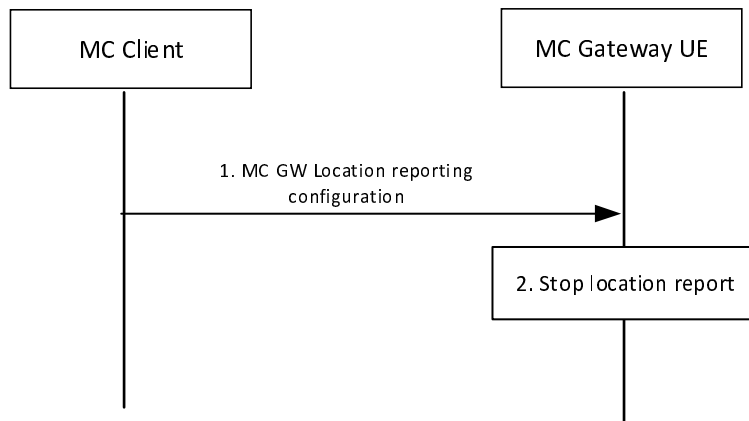 MC Client
MC Gateway UE
1. MC GW Location reporting
configuration
2. Stop location report